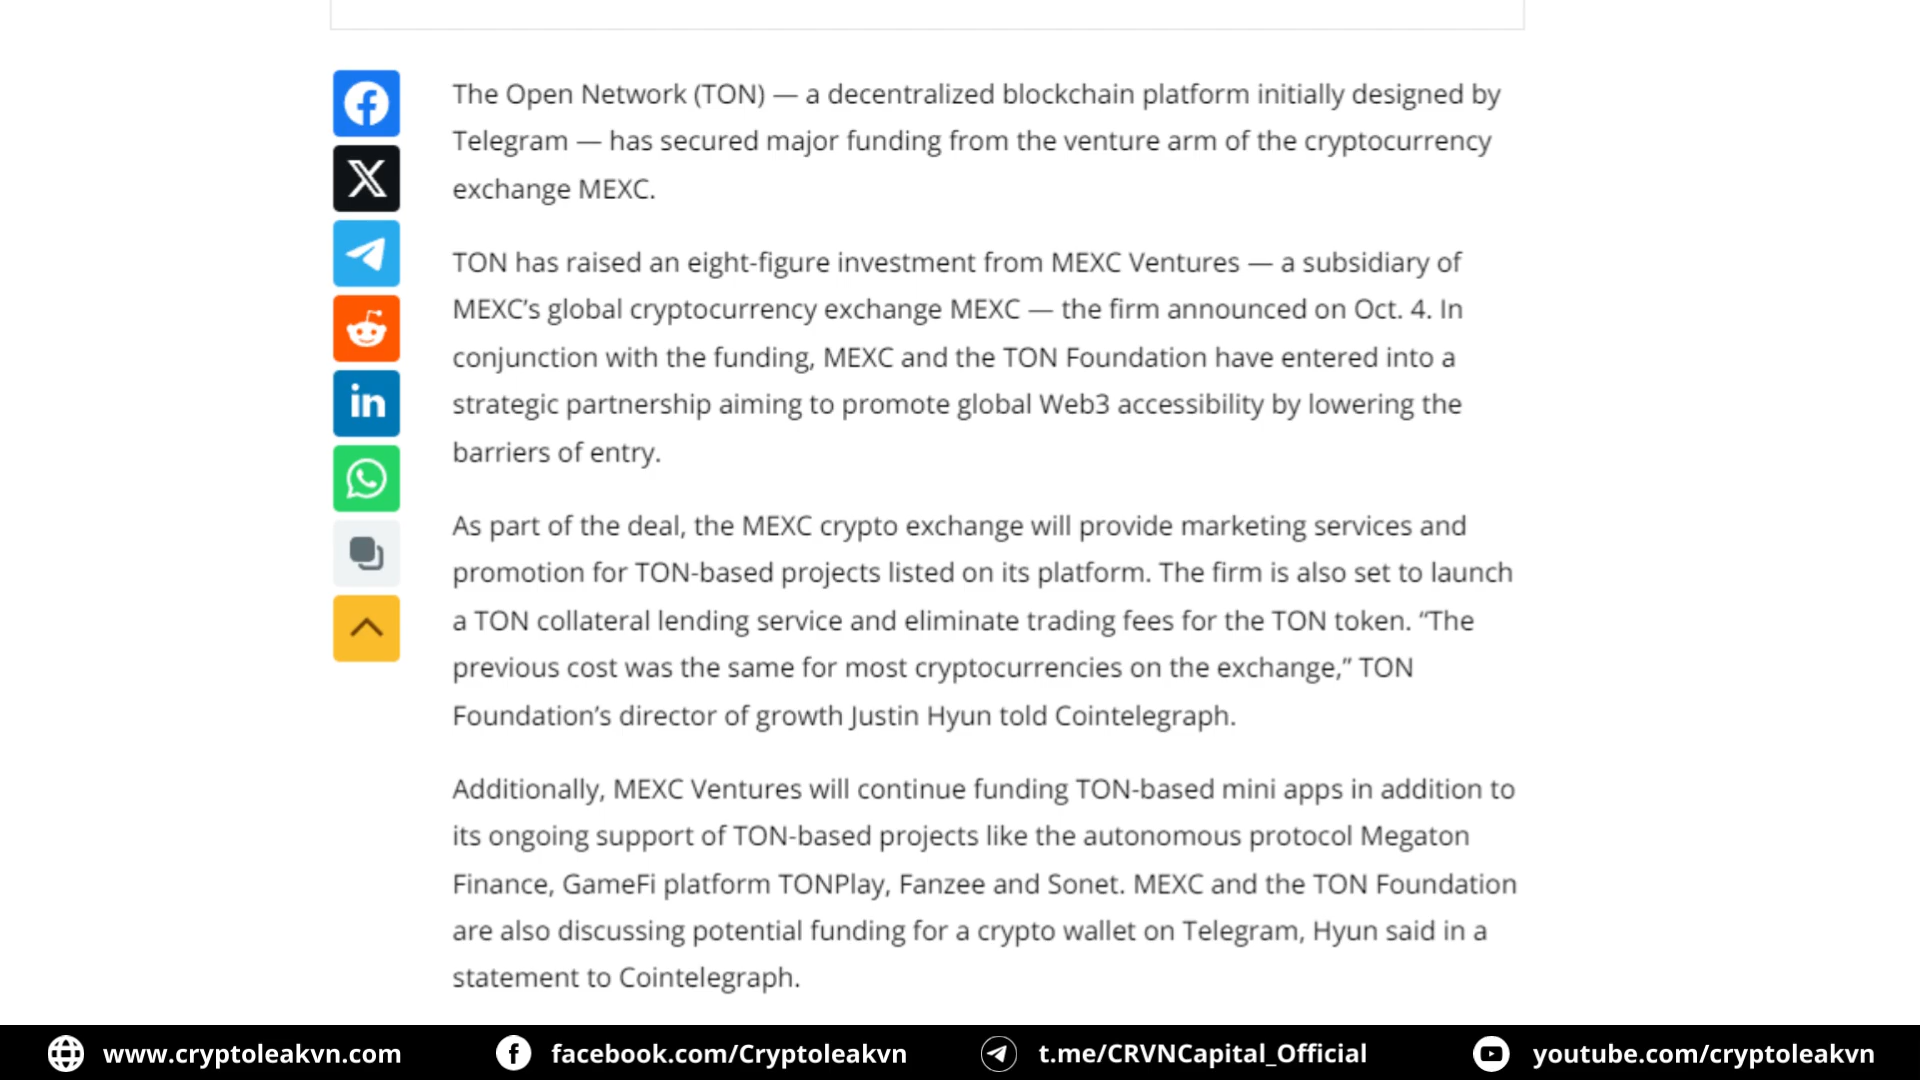 The Open Network (TON) — a decentralized blockchain platform initially designed by
Telegram — has secured major funding from the venture arm of the cryptocurrency
exchange MEXC.
TON has raised an eight-figure investment from MEXC Ventures — a subsidiary of
MEXC’s global cryptocurrency exchange MEXC — the firm announced on Oct. 4. In
conjunction with the funding, MEXC and the TON Foundation have entered into a
strategic partnership aiming to promote global Web3 accessibility by lowering the
barriers of entry.
As part of the deal, the MEXC crypto exchange will provide marketing services and
promotion for TON-based projects listed on its platform. The firm is also set to launch
a TON collateral lending service and eliminate trading fees for the TON token. “The
previous cost was the same for most cryptocurrencies on the exchange,” TON
Foundation’s director of growth Justin Hyun told Cointelegraph.
Additionally, MEXC Ventures will continue funding TON-based mini apps in addition to
its ongoing support of TON-based projects like the autonomous protocol Megaton
Finance, GameFi platform TONPlay, Fanzee and Sonet. MEXC and the TON Foundation
are also discussing potential funding for a crypto wallet on Telegram, Hyun said in a
statement to Cointelegraph.
www.cryptoleakvn.com
facebook.com/Cryptoleakvn
t.me/CRVNCapital_Official
youtube.com/cryptoleakvn